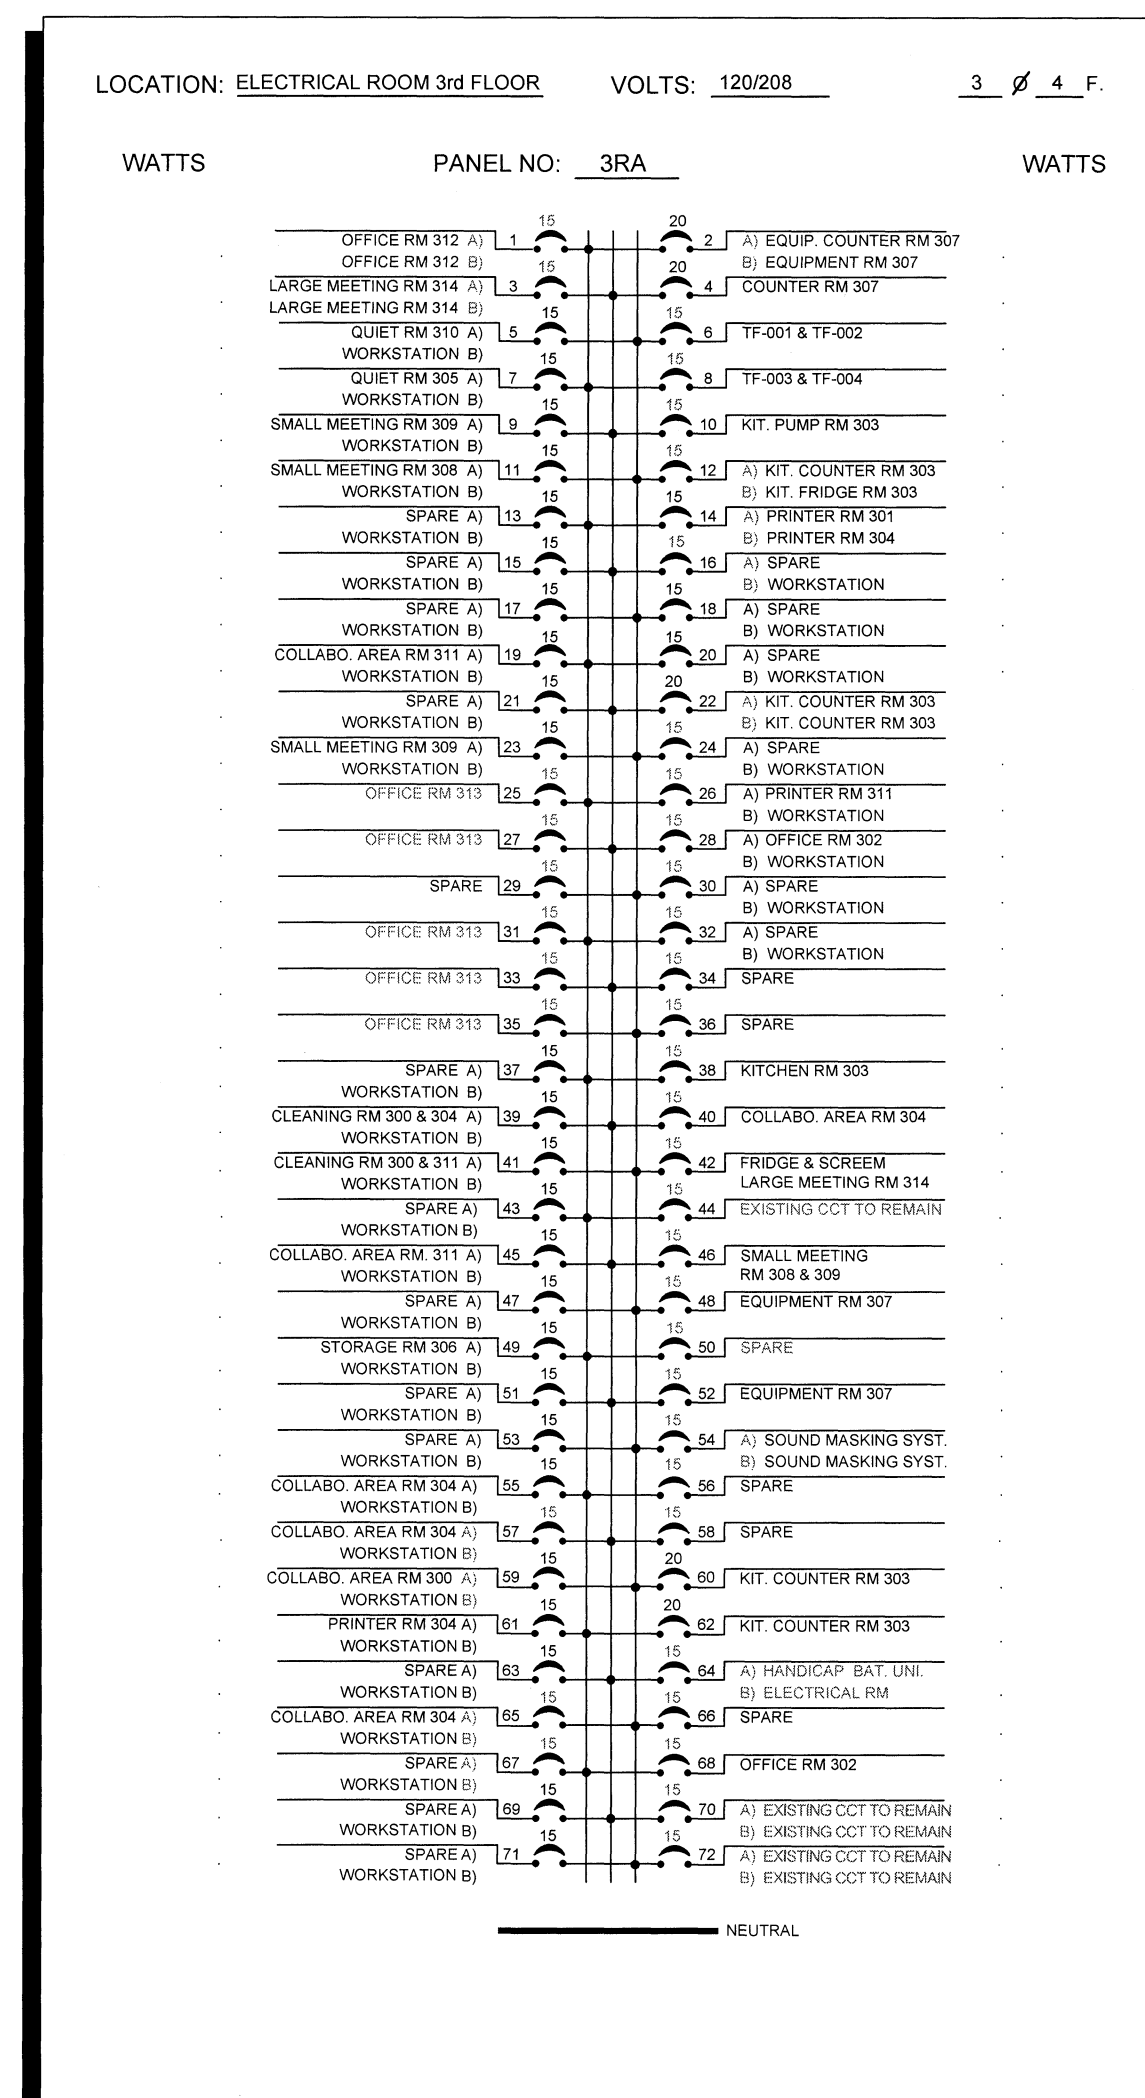 LOCATION: ELECTRICAL ROOM 3rd FLOOR VOLTS: 120/208 3 Ø 4 F.
WATTS PANEL NO: 3RA WATTS
15 20
OFFICE RM 312 A) 1 2 A) EQUIP. COUNTER RM 307
OFFICE RM 312 B) 15 20 B) EQUIPMENT RM 307
LARGE MEETING RM 314 A) 3 4 COUNTER RM 307
LARGE MEETING RM 314 B) 15 15
QUIET RM 310 A) 5 6 TF-001 & TF-002
WORKSTATION B) 15 15
QUIET RM 305 A) 7 8 TF-003 & TF-004
WORKSTATION B) 15 15
SMALL MEETING RM 309 A) 9 10 KIT. PUMP RM 303
WORKSTATION B) 15 15
SMALL MEETING RM 308 A) 11 12 A) KIT. COUNTER RM 303
WORKSTATION B) 15 15 B) KIT. FRIDGE RM 303
SPARE A) 13 14 A) PRINTER RM 301
WORKSTATION B) 15 15 B) PRINTER RM 304
SPARE A) 15 16 A) SPARE
WORKSTATION B) 15 15 B) WORKSTATION
SPARE A) 17 18 A) SPARE
WORKSTATION B) 15 15 B) WORKSTATION
COLLABO. AREA RM 311 A) 19 20 A) SPARE
WORKSTATION B) 15 20 B) WORKSTATION
SPARE A) 21 22 A) KIT. COUNTER RM 303
WORKSTATION B) 15 15 B) KIT. COUNTER RM 303
SMALL MEETING RM 309 A) 23 24 A) SPARE
WORKSTATION B) 15 15 B) WORKSTATION
OFFICE RM 313 25 26 A) PRINTER RM 311
15 15 B) WORKSTATION
OFFICE RM 313 27 28 A) OFFICE RM 302
15 15 B) WORKSTATION
SPARE 29 30 A) SPARE
15 15 B) WORKSTATION
OFFICE RM 313 31 32 A) SPARE
15 15 B) WORKSTATION
OFFICE RM 313 33 34 SPARE
15 15
OFFICE RM 313 35 36 SPARE
15 15
SPARE A) 37 38 KITCHEN RM 303
WORKSTATION B) 15 15
CLEANING RM 300 & 304 A) 39 40 COLLABO. AREA RM 304
WORKSTATION B) 15 15
CLEANING RM 300 & 311 A) 41 42 FRIDGE & SCREEM
WORKSTATION B) 15 15 LARGE MEETING RM 314
SPARE A) 43 44 EXISTING CCT TO REMAIN
WORKSTATION B) 15 15
COLLABO. AREA RM. 311 A) 45 46 SMALL MEETING
WORKSTATION B) 15 15 RM 308 & 309
SPARE A) 47 48 EQUIPMENT RM 307
WORKSTATION B) 15 15
STORAGE RM 306 A) 49 50 SPARE
WORKSTATION B) 15 15
SPARE A) 51 52 EQUIPMENT RM 307
WORKSTATION B) 15 15
SPARE A) 53 54 A) SOUND MASKING SYST.
WORKSTATION B) 15 15 B) SOUND MASKING SYST.
COLLABO. AREA RM 304 A) 55 56 SPARE
WORKSTATION B) 15 15
COLLABO. AREA RM 304 A) 57 58 SPARE
WORKSTATION B) 15 20
COLLABO. AREA RM 300 A) 59 60 KIT. COUNTER RM 303
WORKSTATION B) 15 20
PRINTER RM 304 A) 61 62 KIT. COUNTER RM 303
WORKSTATION B) 15 15
SPARE A) 63 64 A) HANDICAP BAT. UNI.
WORKSTATION B) 15 15 B) ELECTRICAL RM
COLLABO. AREA RM 304 A) 65 66 SPARE
WORKSTATION B) 15 15
SPARE A) 67 68 OFFICE RM 302
WORKSTATION B) 15 15
SPARE A) 69 70 A) EXISTING CCT TO REMAIN
WORKSTATION B) 15 15 B) EXISTING CCT TO REMAIN
SPARE A) 71 72 A) EXISTING CCT TO REMAIN
WORKSTATION B) B) EXISTING CCT TO REMAIN
NEUTRAL